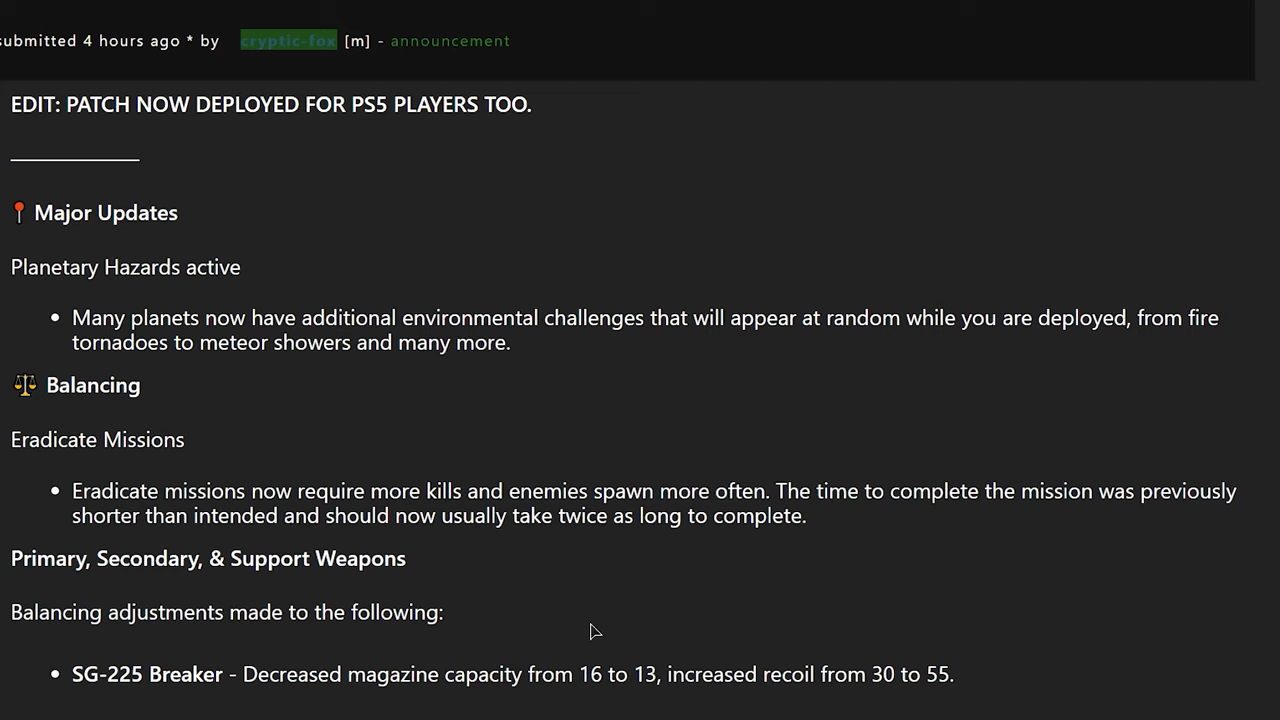 submitted 4 hours ago * by cryptic-fox [m] - announcement
EDIT: PATCH NOW DEPLOYED FOR PS5 PLAYERS TOO.
Major Updates
Planetary Hazards active
• Many planets now have additional environmental challenges that will appear at random while you are deployed, from fire
tornadoes to meteor showers and many more.
Balancing
Eradicate Missions
• Eradicate missions now require more kills and enemies spawn more often. The time to complete the mission was previously
shorter than intended and should now usually take twice as long to complete.
Primary, Secondary, & Support Weapons
Balancing adjustments made to the following:
• SG-225 Breaker - Decreased magazine capacity from 16 to 13, increased recoil from 30 to 55.